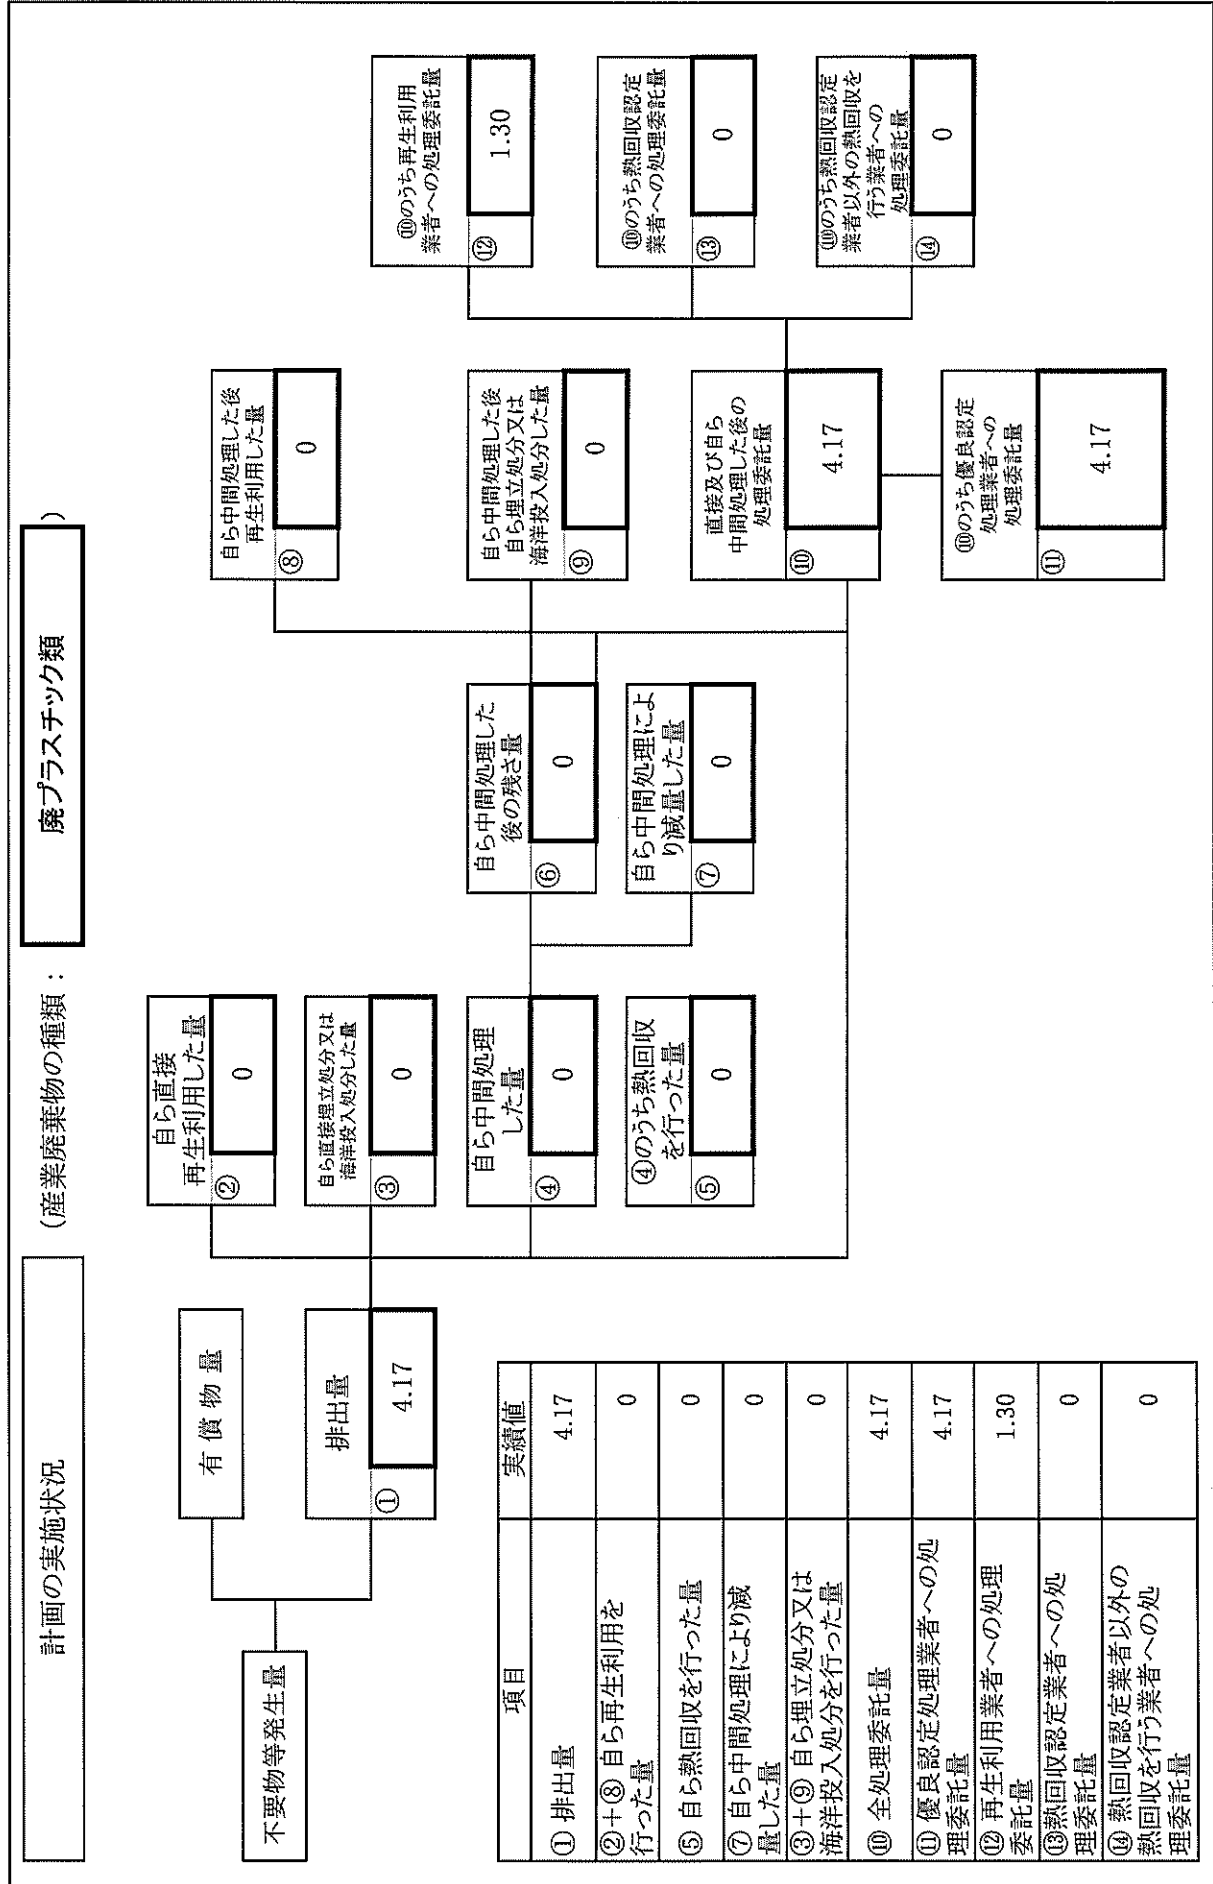 計画の実施状況
(産業廃棄物の種類： 廃プラスチック類 )
不要物等発生量
有 償 物 量
排出量
① 4.17
自ら直接
再生利用した量
② 0
自ら直接埋立処分又は
海洋投入処分した量
③ 0
自ら中間処理
した量
④ 0
④のうち熱回収
を行った量
⑤ 0
自ら中間処理した
後の残さ量
⑥ 0
自ら中間処理によ
り減量した量
⑦ 0
自ら中間処理した後
再生利用した量
⑧ 0
自ら中間処理した後
自ら埋立処分又は
海洋投入処分した量
⑨ 0
直接及び自ら
中間処理した後の
処理委託量
⑩ 4.17
⑩のうち優良認定
処理業者への
処理委託量
⑪ 4.17
⑩のうち再生利用
業者への処理委託量
⑫ 1.30
⑩のうち熱回収認定
業者への処理委託量
⑬ 0
⑩のうち熱回収認定
業者以外の熱回収を
行う業者への
処理委託量
⑭ 0
項目 実績値
① 排出量 4.17
②＋⑧ 自ら再生利用を
行った量 0
⑤ 自ら熱回収を行った量 0
⑦ 自ら中間処理により減
量した量 0
③＋⑨ 自ら埋立処分又は
海洋投入処分を行った量 0
⑩ 全処理委託量 4.17
⑪ 優良認定処理業者への処
理委託量 4.17
⑫ 再生利用業者への処理
委託量 1.30
⑬熱回収認定業者への処
理委託量 0
⑭ 熱回収認定業者以外の
熱回収を行う業者への処
理委託量 0